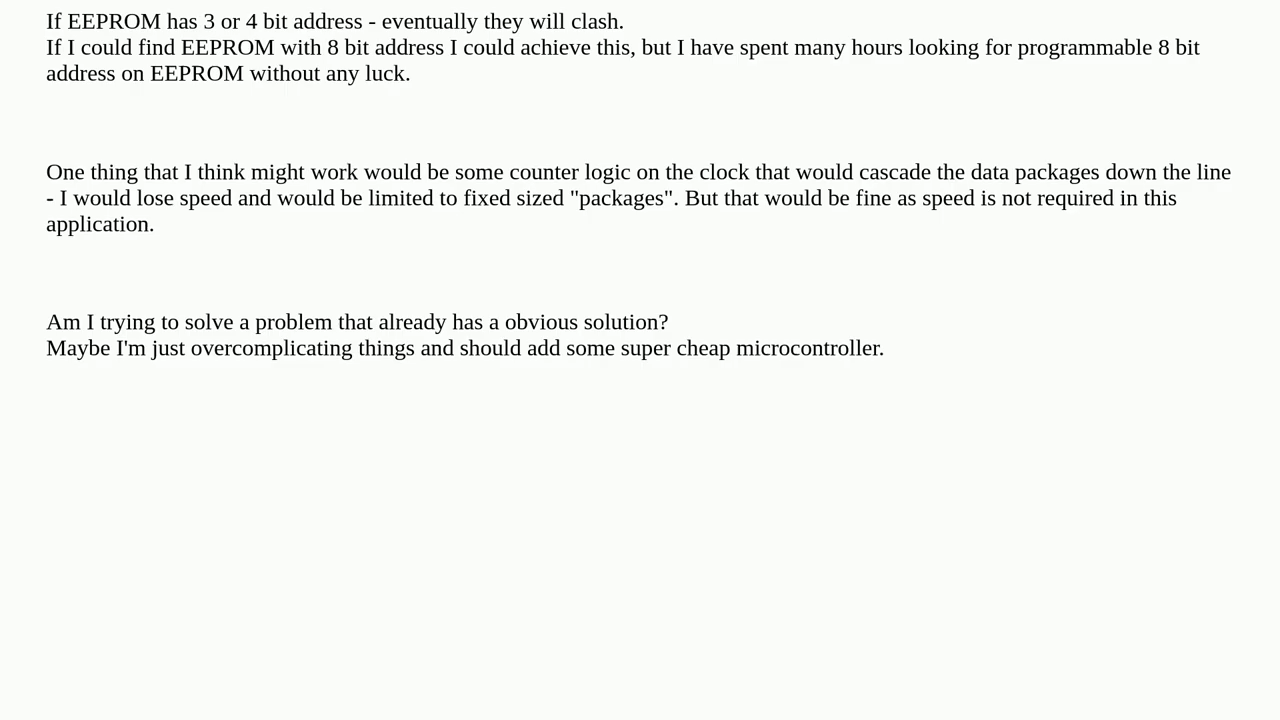 If EEPROM has 3 or 4 bit address - eventually they will clash.
If I could find EEPROM with 8 bit address I could achieve this, but I have spent many hours looking for programmable 8 bit
address on EEPROM without any luck.
One thing that I think might work would be some counter logic on the clock that would cascade the data packages down the line
- I would lose speed and would be limited to fixed sized "packages". But that would be fine as speed is not required in this
application.
Am I trying to solve a problem that already has a obvious solution?
Maybe I'm just overcomplicating things and should add some super cheap microcontroller.